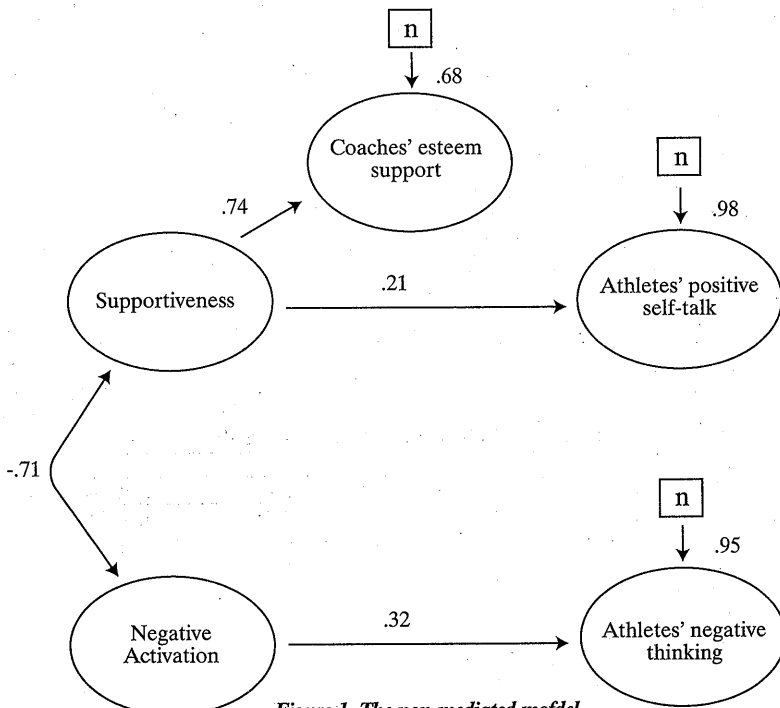 n
.68
Coaches' esteem
support
n
.74
.98
Supportiveness
.21
Athletes' positive
self-talk
-.71
n
.95
Negative
Activation
.32
Athletes' negative
thinking
Figure 1. The non-mediated mofdel